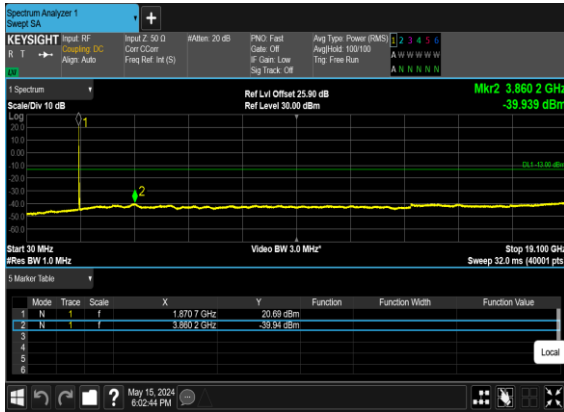 Spectrum Analyzer 1
Swept SA
+
KEYSIGHT Input: RF Input Z: 50 Ω #Atten: 20 dB PNO: Fast Avg Type: Power (RMS) 1 2 3 4 5 6
R T Coupling: DC Corr CCorr Gate: Off Avg|Hold: 100/100 A W W W W W
Align: Auto Freq Ref: Int (S) IF Gain: Low Trig: Free Run
Sig Track: Off A N N N N N
LXI
1 Spectrum
Scale/Div 10 dB
Ref Lvl Offset 25.90 dB
Ref Level 30.00 dBm
Mkr2 3.860 2 GHz
-39.939 dBm
Log
20.0
10.0
0.00
-10.0
-20.0
-30.0
-40.0
-50.0
-60.0
1
DL1 -13.00 dBm
2
Start 30 MHz Video BW 3.0 MHz* Stop 19.100 GHz
#Res BW 1.0 MHz Sweep 32.0 ms (40001 pts)
5 Marker Table
Mode Trace Scale X Y Function Function Width Function Value
1 N 1 f 1.870 7 GHz 20.69 dBm
2 N 1 f 3.860 2 GHz -39.94 dBm
3
4
5
6
Local
?
May 15, 2024
6:02:44 PM